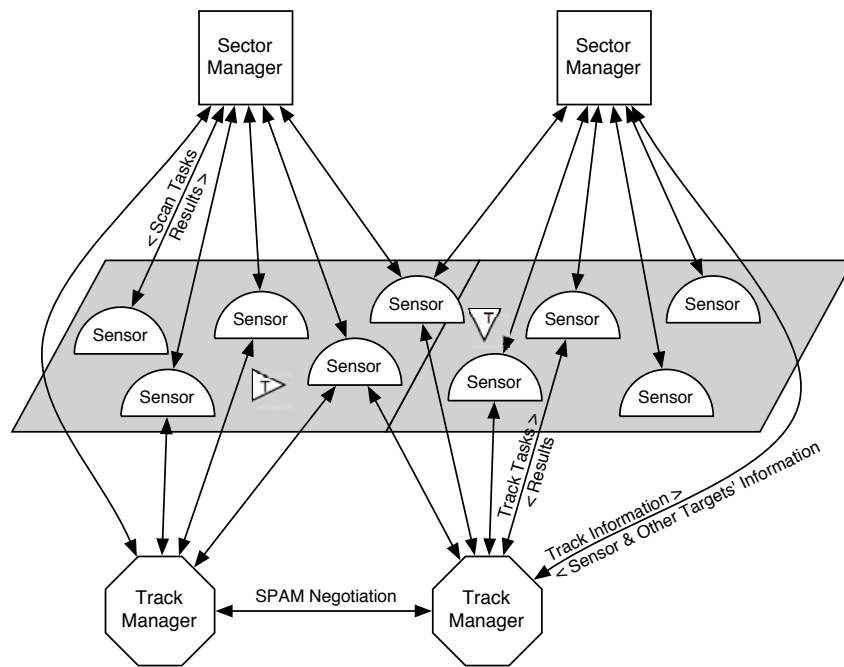 Sector
Manager
Sector
Manager
< Scan Tasks
Results >
Sensor
Sensor
Sensor
Sensor
Sensor
T
T
Sensor
Sensor
Sensor
Sensor
Sensor
Track Tasks >
< Results
Track Information >
< Sensor & Other Targets' Information
Track
Manager
SPAM Negotiation
Track
Manager